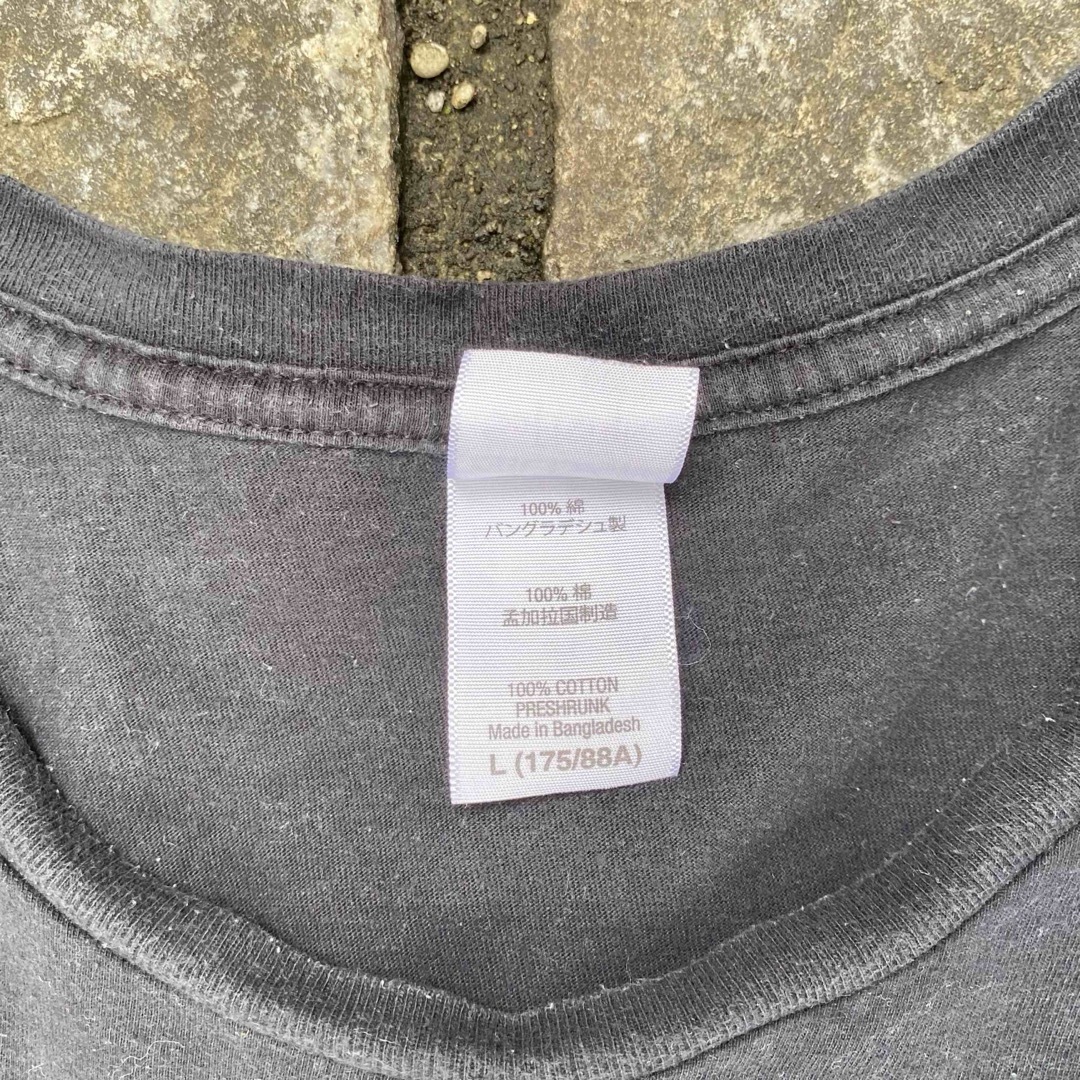 100% 綿
バングラデシュ製
100% 棉
孟加拉国制造
100% COTTON
PRESHRUNK
Made in Bangladesh
L (175/88A)